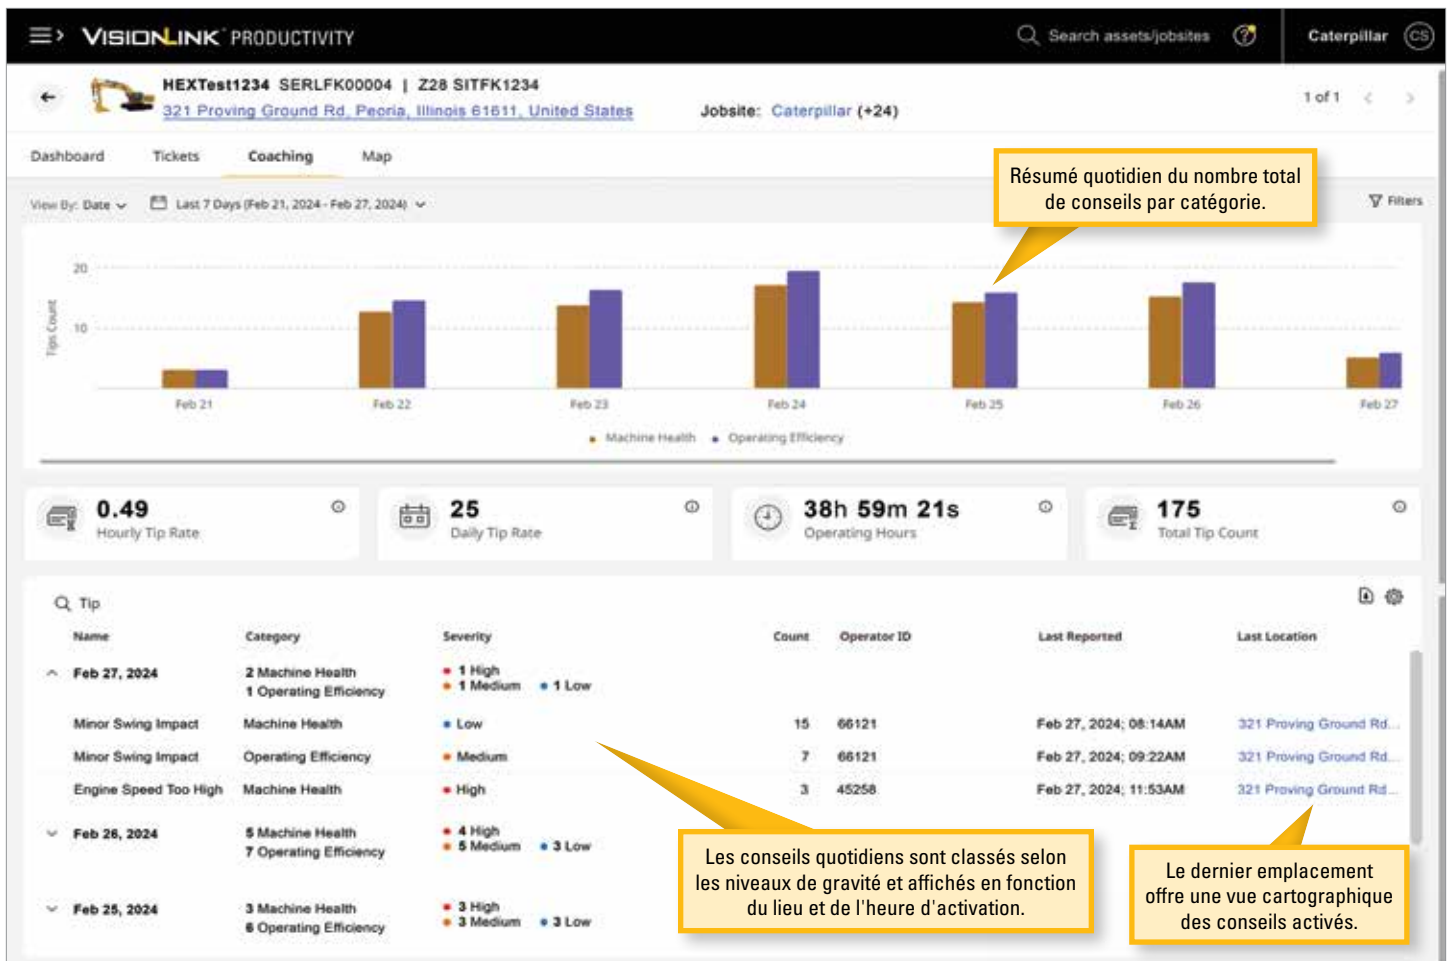 VISIONLINK PRODUCTIVITY
Search assets/jobsites
Caterpillar CS
HEXTest1234 SERLFK00004 | Z28 SITFK1234
321 Proving Ground Rd, Peoria, Illinois 61611, United States
Jobsite: Caterpillar (+24)
1 of 1
Dashboard Tickets Coaching Map
Résumé quotidien du nombre total
de conseils par catégorie.
View By: Date Last 7 Days (Feb 21, 2024 - Feb 27, 2024)
Filters
Tips Count
20
10
Feb 21 Feb 22 Feb 23 Feb 24 Feb 25 Feb 26 Feb 27
Machine Health Operating Efficiency
0.49
Hourly Tip Rate
25
Daily Tip Rate
38h 59m 21s
Operating Hours
175
Total Tip Count
Tip
Name Category Severity Count Operator ID Last Reported Last Location
Feb 27, 2024 2 Machine Health 1 High
1 Operating Efficiency 1 Medium 1 Low
Minor Swing Impact Machine Health Low 15 66121 Feb 27, 2024; 08:14AM 321 Proving Ground Rd...
Minor Swing Impact Operating Efficiency Medium 7 66121 Feb 27, 2024; 09:22AM 321 Proving Ground Rd...
Engine Speed Too High Machine Health High 3 45258 Feb 27, 2024; 11:53AM 321 Proving Ground Rd...
Feb 26, 2024 5 Machine Health 4 High
7 Operating Efficiency 5 Medium 3 Low
Feb 25, 2024 3 Machine Health 3 High
6 Operating Efficiency 3 Medium 3 Low
Les conseils quotidiens sont classés selon
les niveaux de gravité et affichés en fonction
du lieu et de l'heure d'activation.
Le dernier emplacement
offre une vue cartographique
des conseils activés.